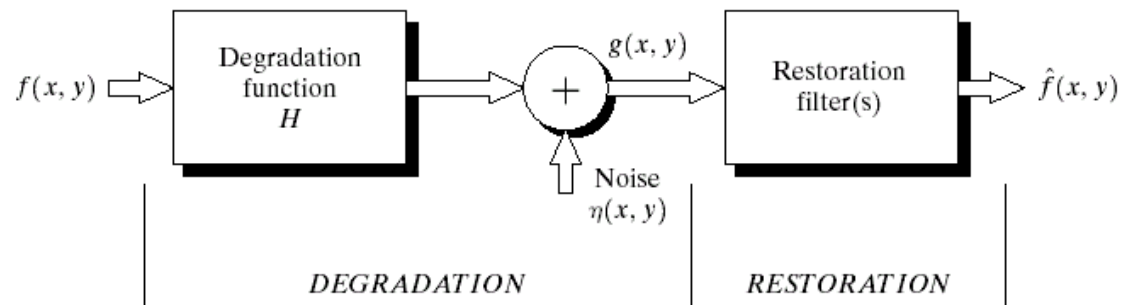 f(x, y)
Degradation
function
H
+
g(x, y)
Noise
η(x, y)
Restoration
filter(s)
f̂(x, y)
DEGRADATION
RESTORATION